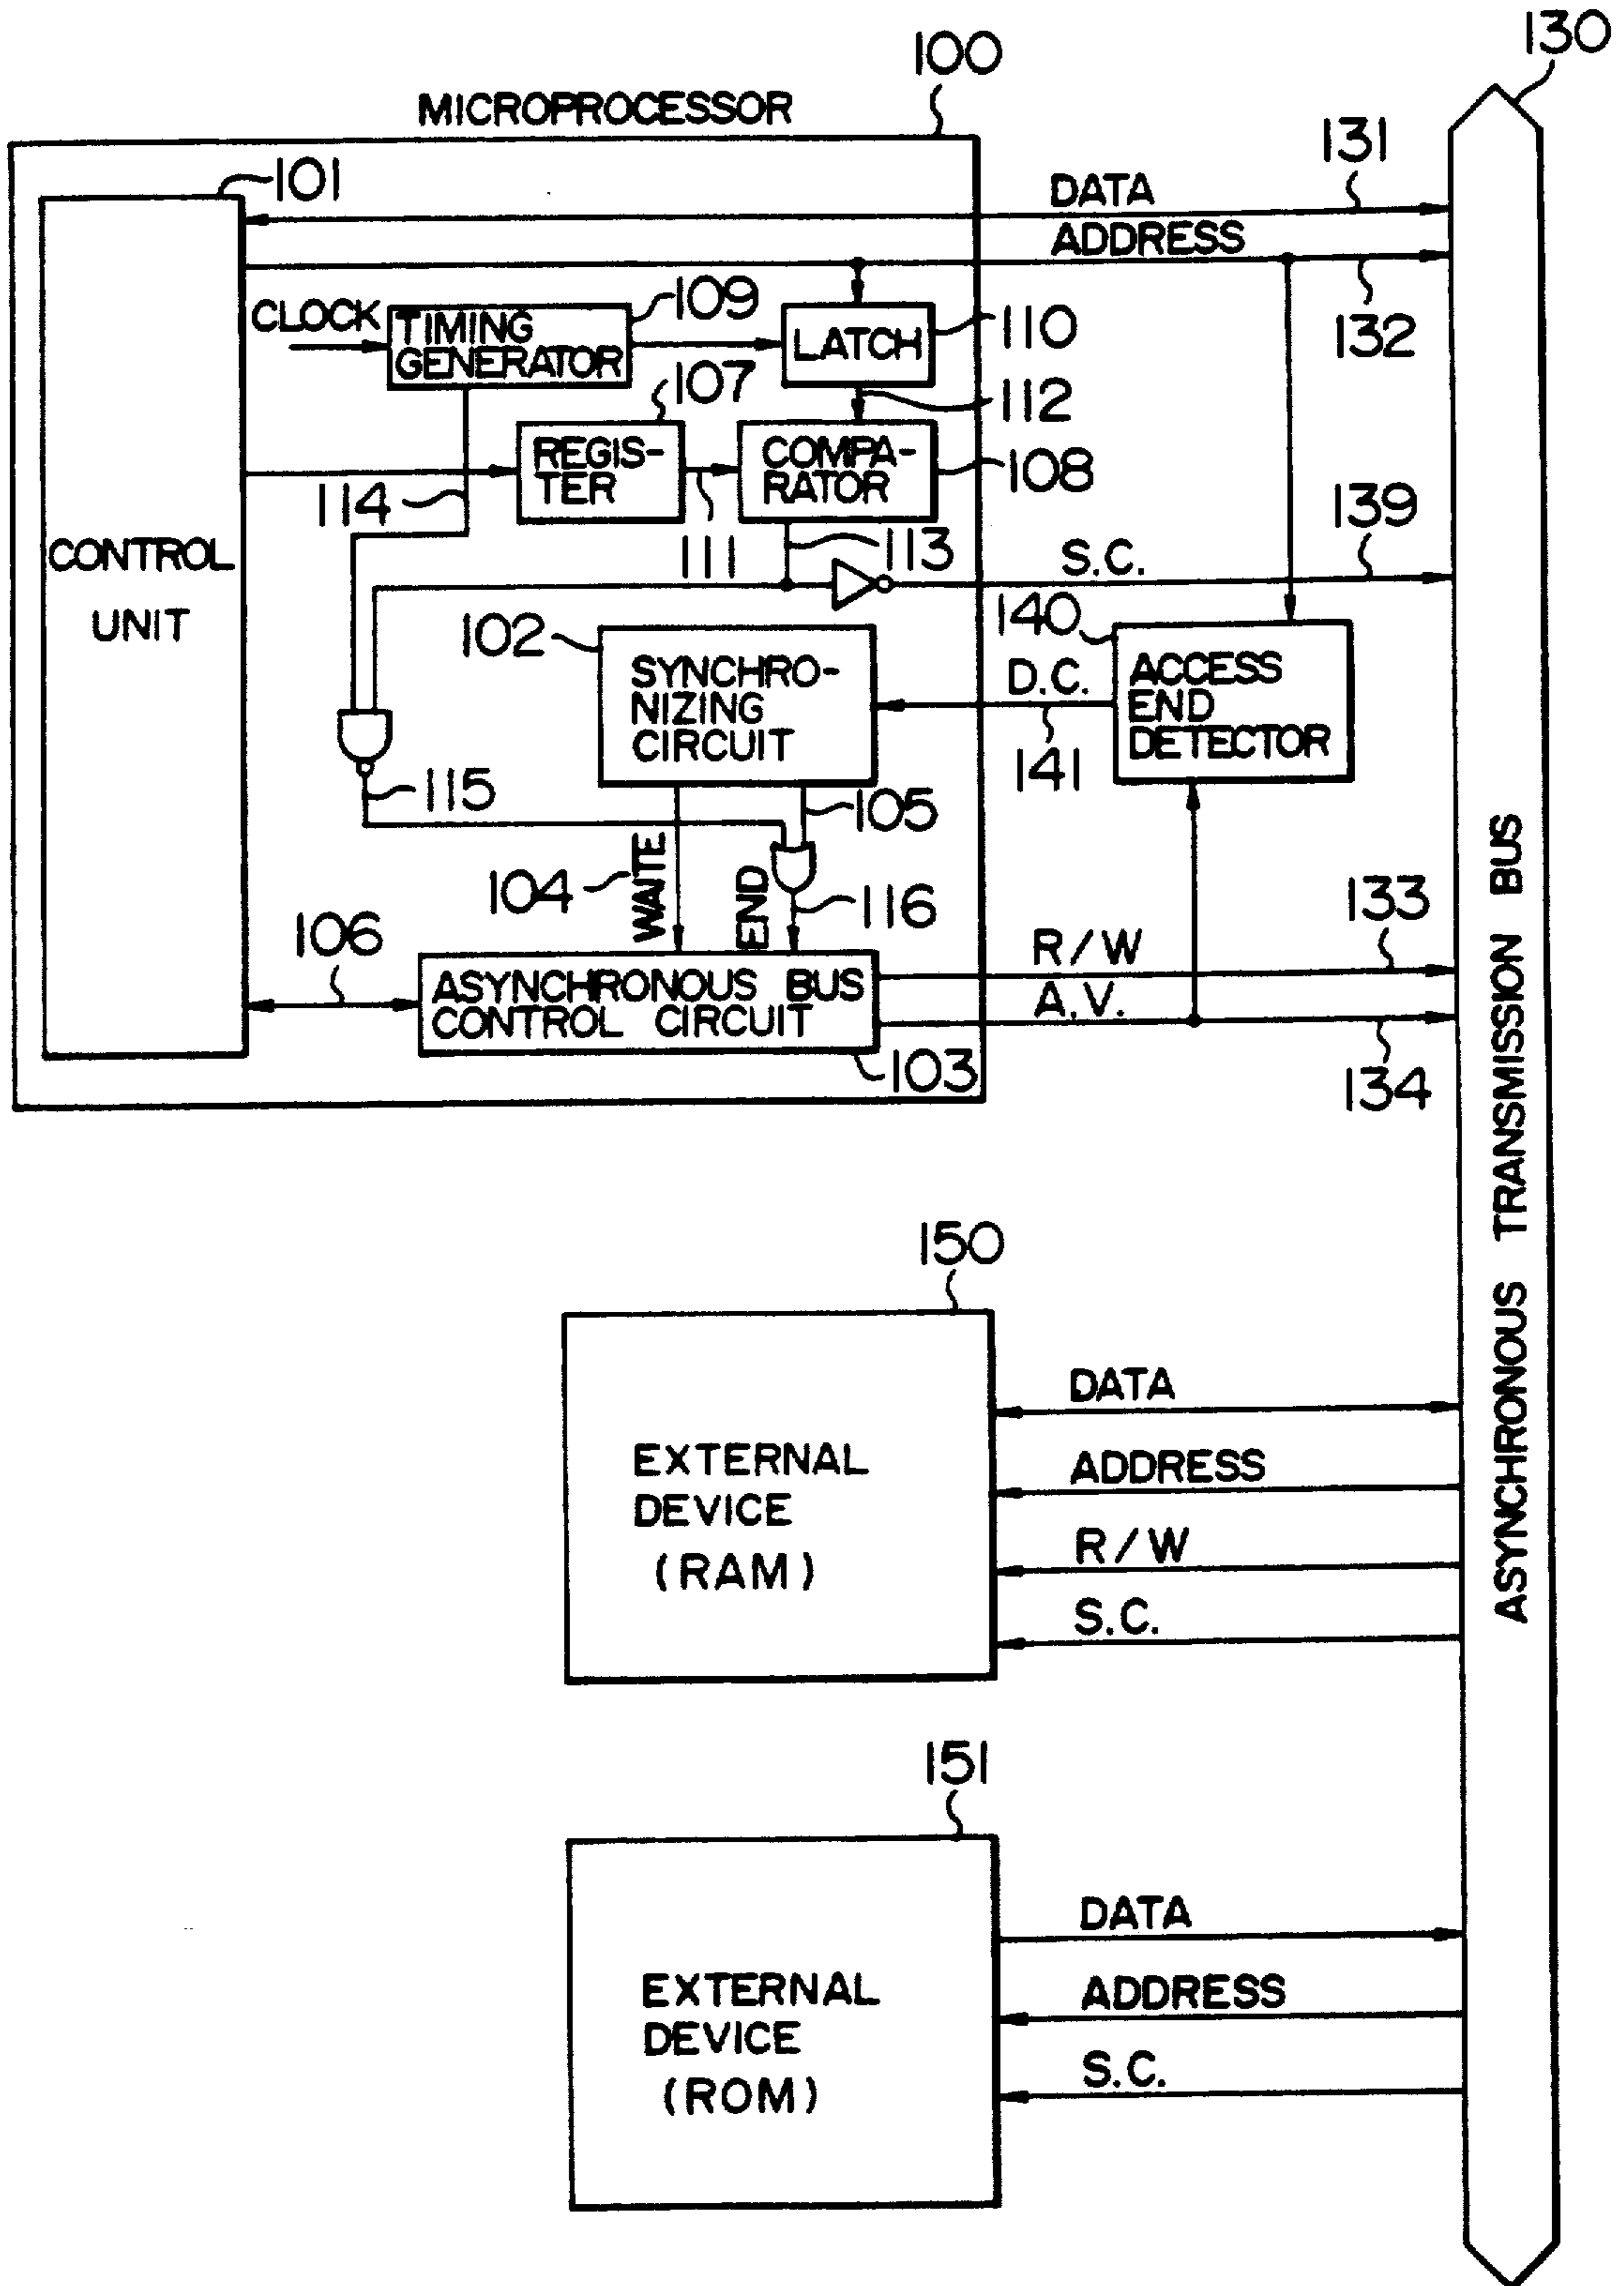 130
100
MICROPROCESSOR
131
101
DATA
ADDRESS
109
CLOCK
TIMING
GENERATOR
LATCH
110
132
107
112
REGIS-
TER
COMPA-
RATOR
108
114
139
111
113
S.C.
CONTROL
UNIT
102
140
SYNCHRO-
NIZING
CIRCUIT
D.C.
ACCESS
END
DETECTOR
141
115
105
WAITE
104
END
116
133
106
R/W
ASYNCHRONOUS BUS
CONTROL CIRCUIT
A.V.
103
134
ASYNCHRONOUS TRANSMISSION BUS
150
DATA
EXTERNAL
DEVICE
(RAM)
ADDRESS
R/W
S.C.
151
DATA
EXTERNAL
DEVICE
(ROM)
ADDRESS
S.C.